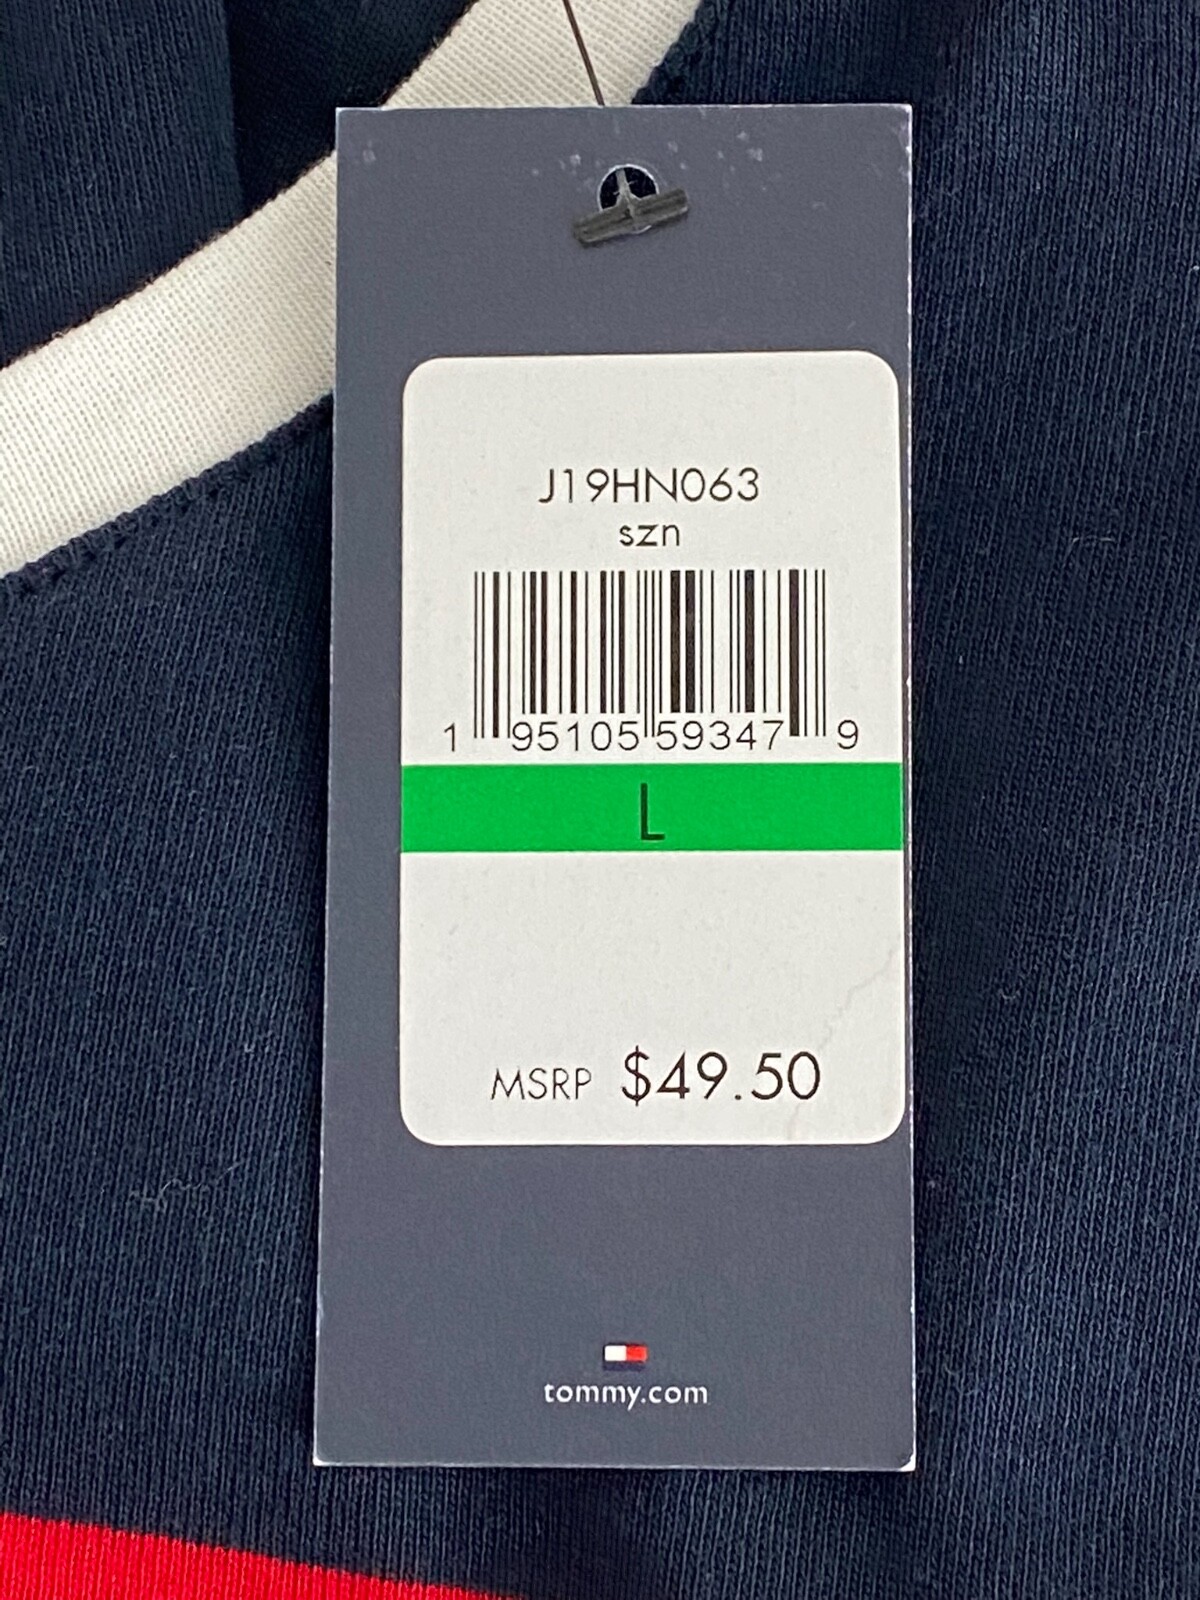 J19HN063
szn
1 95105 59347 9
L
MSRP $49.50
tommy.com